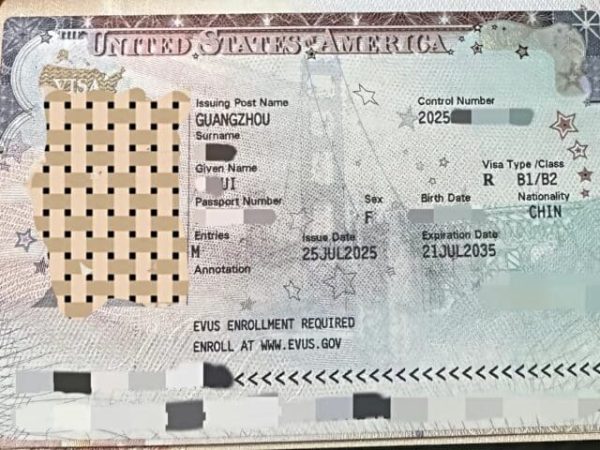 UNITED STATES OF AMERICA
VISA
Issuing Post Name
GUANGZHOU
Control Number
2025
Surname
Given Name
UI
Visa Type /Class
R B1/B2
Passport Number
Sex
F
Birth Date
Nationality
CHIN
Entries
M
Issue Date
25JUL2025
Expiration Date
21JUL2035
Annotation
EVUS ENROLLMENT REQUIRED
ENROLL AT WWW.EVUS.GOV
<<<<<<<<<<<<<<<<<<<<<<<<<<<<